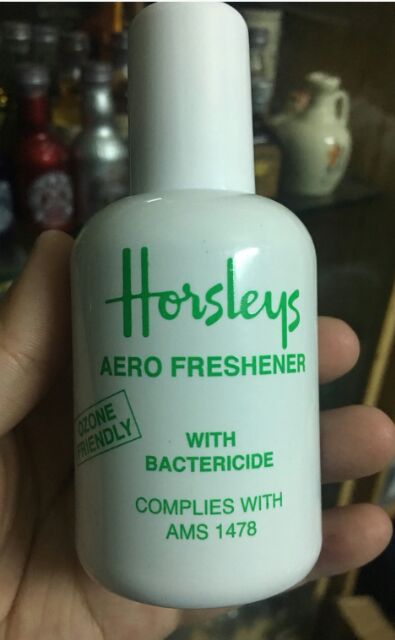 Horsleys
AERO FRESHENER
OZONE
FRIENDLY
WITH
BACTERICIDE
COMPLIES WITH
AMS 1478